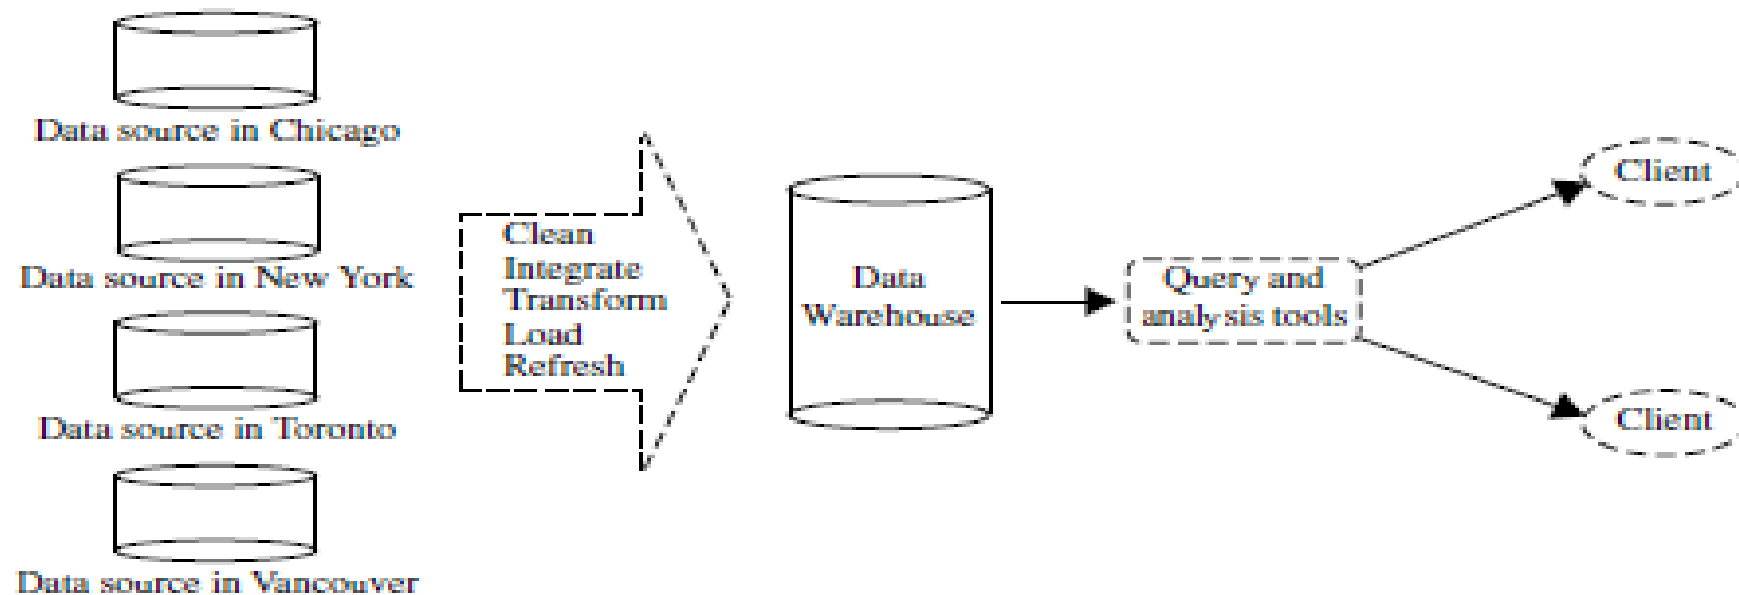 Data source in Chicago
Data source in New York
Data source in Toronto
Data source in Vancouver
Clean
Integrate
Transform
Load
Refresh
Data
Warehouse
Query and
analysis tools
Client
Client